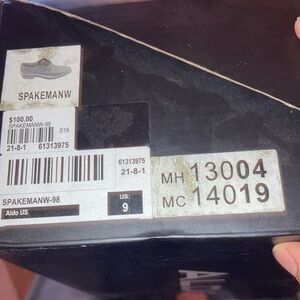 SPAKEMANW
$100.00
SPAKEMANW-98
S19
21-8-1 61313975
61313975
21-8-1
SPAKEMANW-98
Aldo US
US:
9
MH 13004
MC 14019